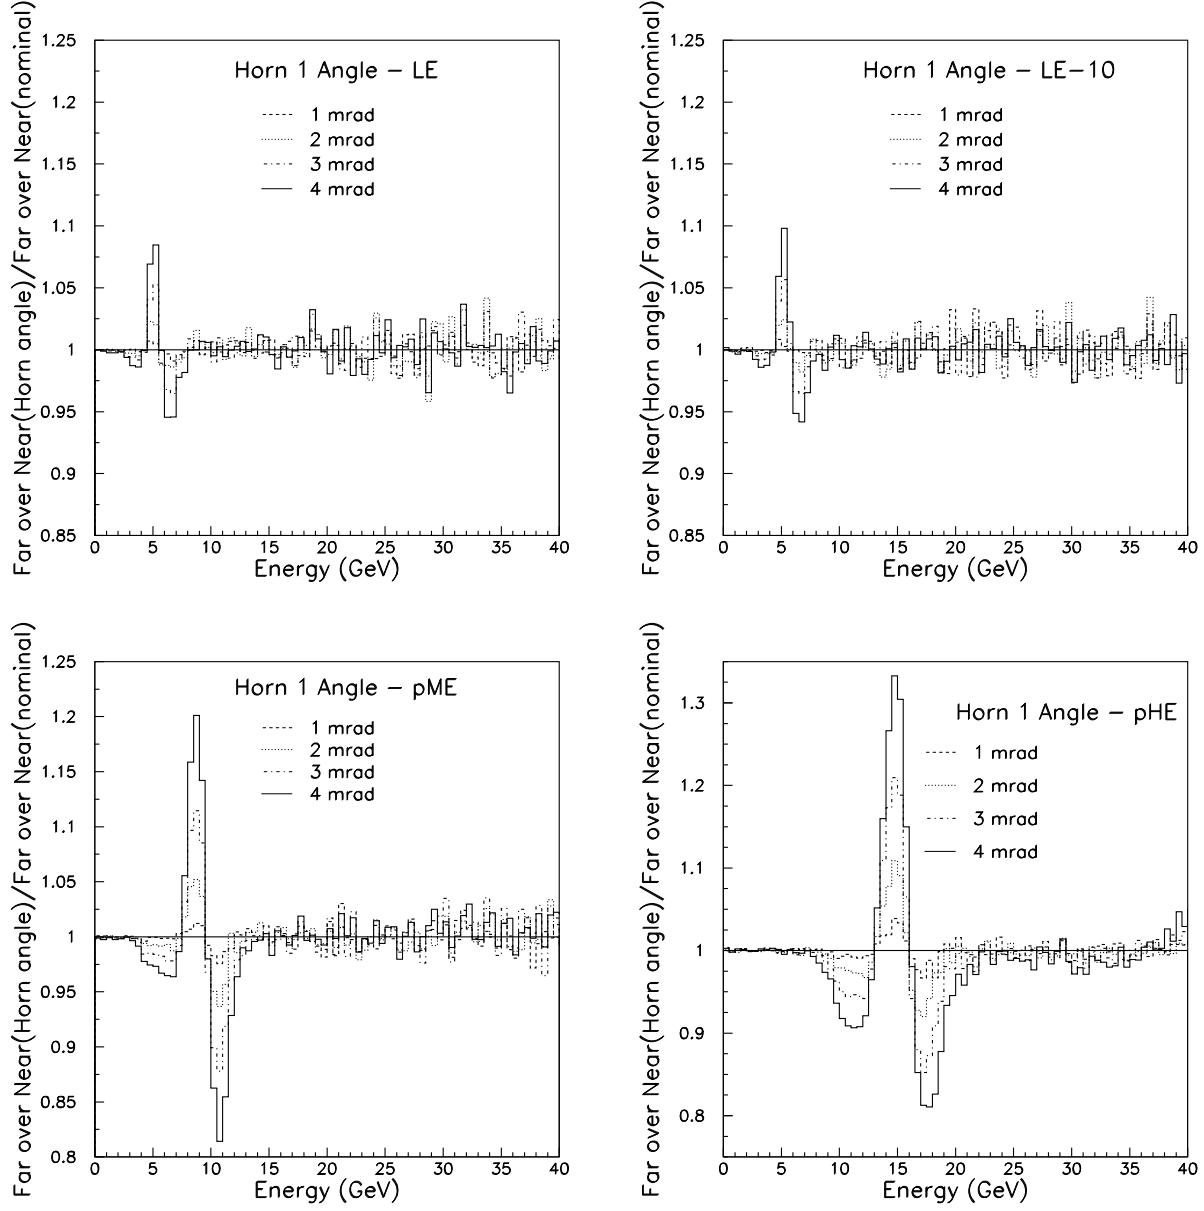 Far over Near(Horn angle)/Far over Near(nominal)
1.25
1.2
1.15
1.1
1.05
1
0.95
0.9
0.85
Horn 1 Angle – LE
1 mrad
2 mrad
3 mrad
4 mrad
0 5 10 15 20 25 30 35 40
Energy (GeV)
Far over Near(Horn angle)/Far over Near(nominal)
1.25
1.2
1.15
1.1
1.05
1
0.95
0.9
0.85
Horn 1 Angle – LE–10
1 mrad
2 mrad
3 mrad
4 mrad
0 5 10 15 20 25 30 35 40
Energy (GeV)
Far over Near(Horn angle)/Far over Near(nominal)
1.25
1.2
1.15
1.1
1.05
1
0.95
0.9
0.85
0.8
Horn 1 Angle – pME
1 mrad
2 mrad
3 mrad
4 mrad
0 5 10 15 20 25 30 35 40
Energy (GeV)
Far over Near(Horn angle)/Far over Near(nominal)
1.3
1.2
1.1
1
0.9
0.8
Horn 1 Angle – pHE
1 mrad
2 mrad
3 mrad
4 mrad
0 5 10 15 20 25 30 35 40
Energy (GeV)